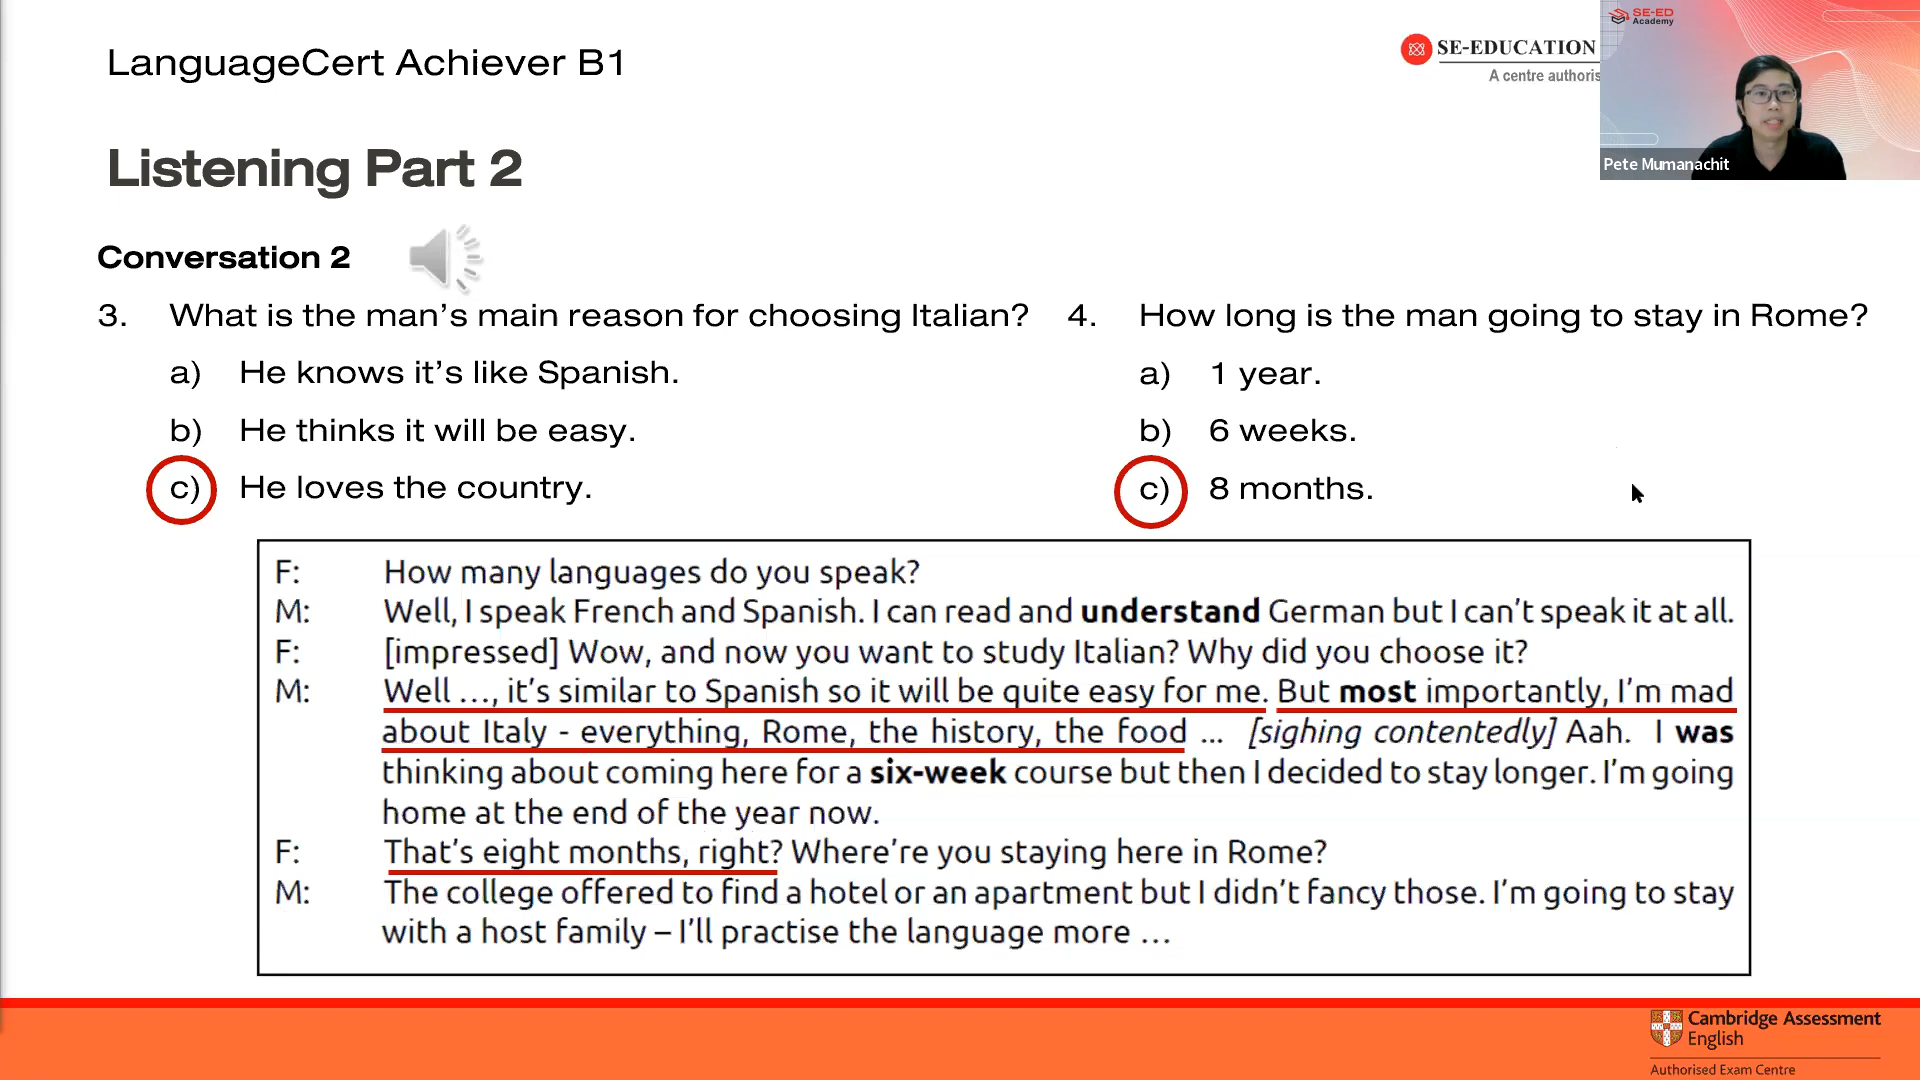 LanguageCert Achiever B1
SE-EDUCATION
A centre authoris
SE-ED
Academy
Pete Mumanachit
Listening Part 2
Conversation 2
3. What is the man's main reason for choosing Italian?
a) He knows it's like Spanish.
b) He thinks it will be easy.
c) He loves the country.
4. How long is the man going to stay in Rome?
a) 1 year.
b) 6 weeks.
c) 8 months.
F: How many languages do you speak?
M: Well, I speak French and Spanish. I can read and understand German but I can't speak it at all.
F: [impressed] Wow, and now you want to study Italian? Why did you choose it?
M: Well …, it's similar to Spanish so it will be quite easy for me. But most importantly, I'm mad
about Italy - everything, Rome, the history, the food ... [sighing contentedly] Aah. I was
thinking about coming here for a six-week course but then I decided to stay longer. I'm going
home at the end of the year now.
F: That's eight months, right? Where're you staying here in Rome?
M: The college offered to find a hotel or an apartment but I didn't fancy those. I'm going to stay
with a host family – I'll practise the language more …
Cambridge Assessment
English
Authorised Exam Centre